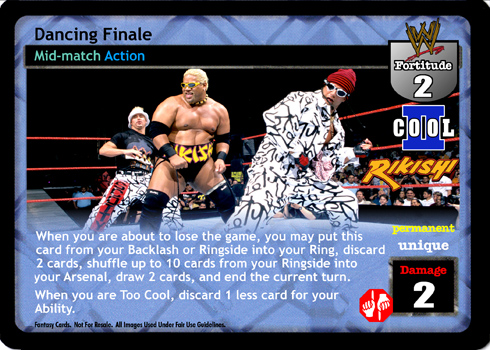 Dancing Finale
Mid-match Action
W
Fortitude
2
COOL
RIKISHI
RIKISHI
When you are about to lose the game, you may put this
card from your Backlash or Ringside into your Ring, discard
2 cards, shuffle up to 10 cards from your Ringside into
your Arsenal, draw 2 cards, and end the current turn.
When you are Too Cool, discard 1 less card for your
Ability.
permanent
unique
Damage
2
Fantasy Cards. Not For Resale. All Images Used Under Fair Use Guidelines.